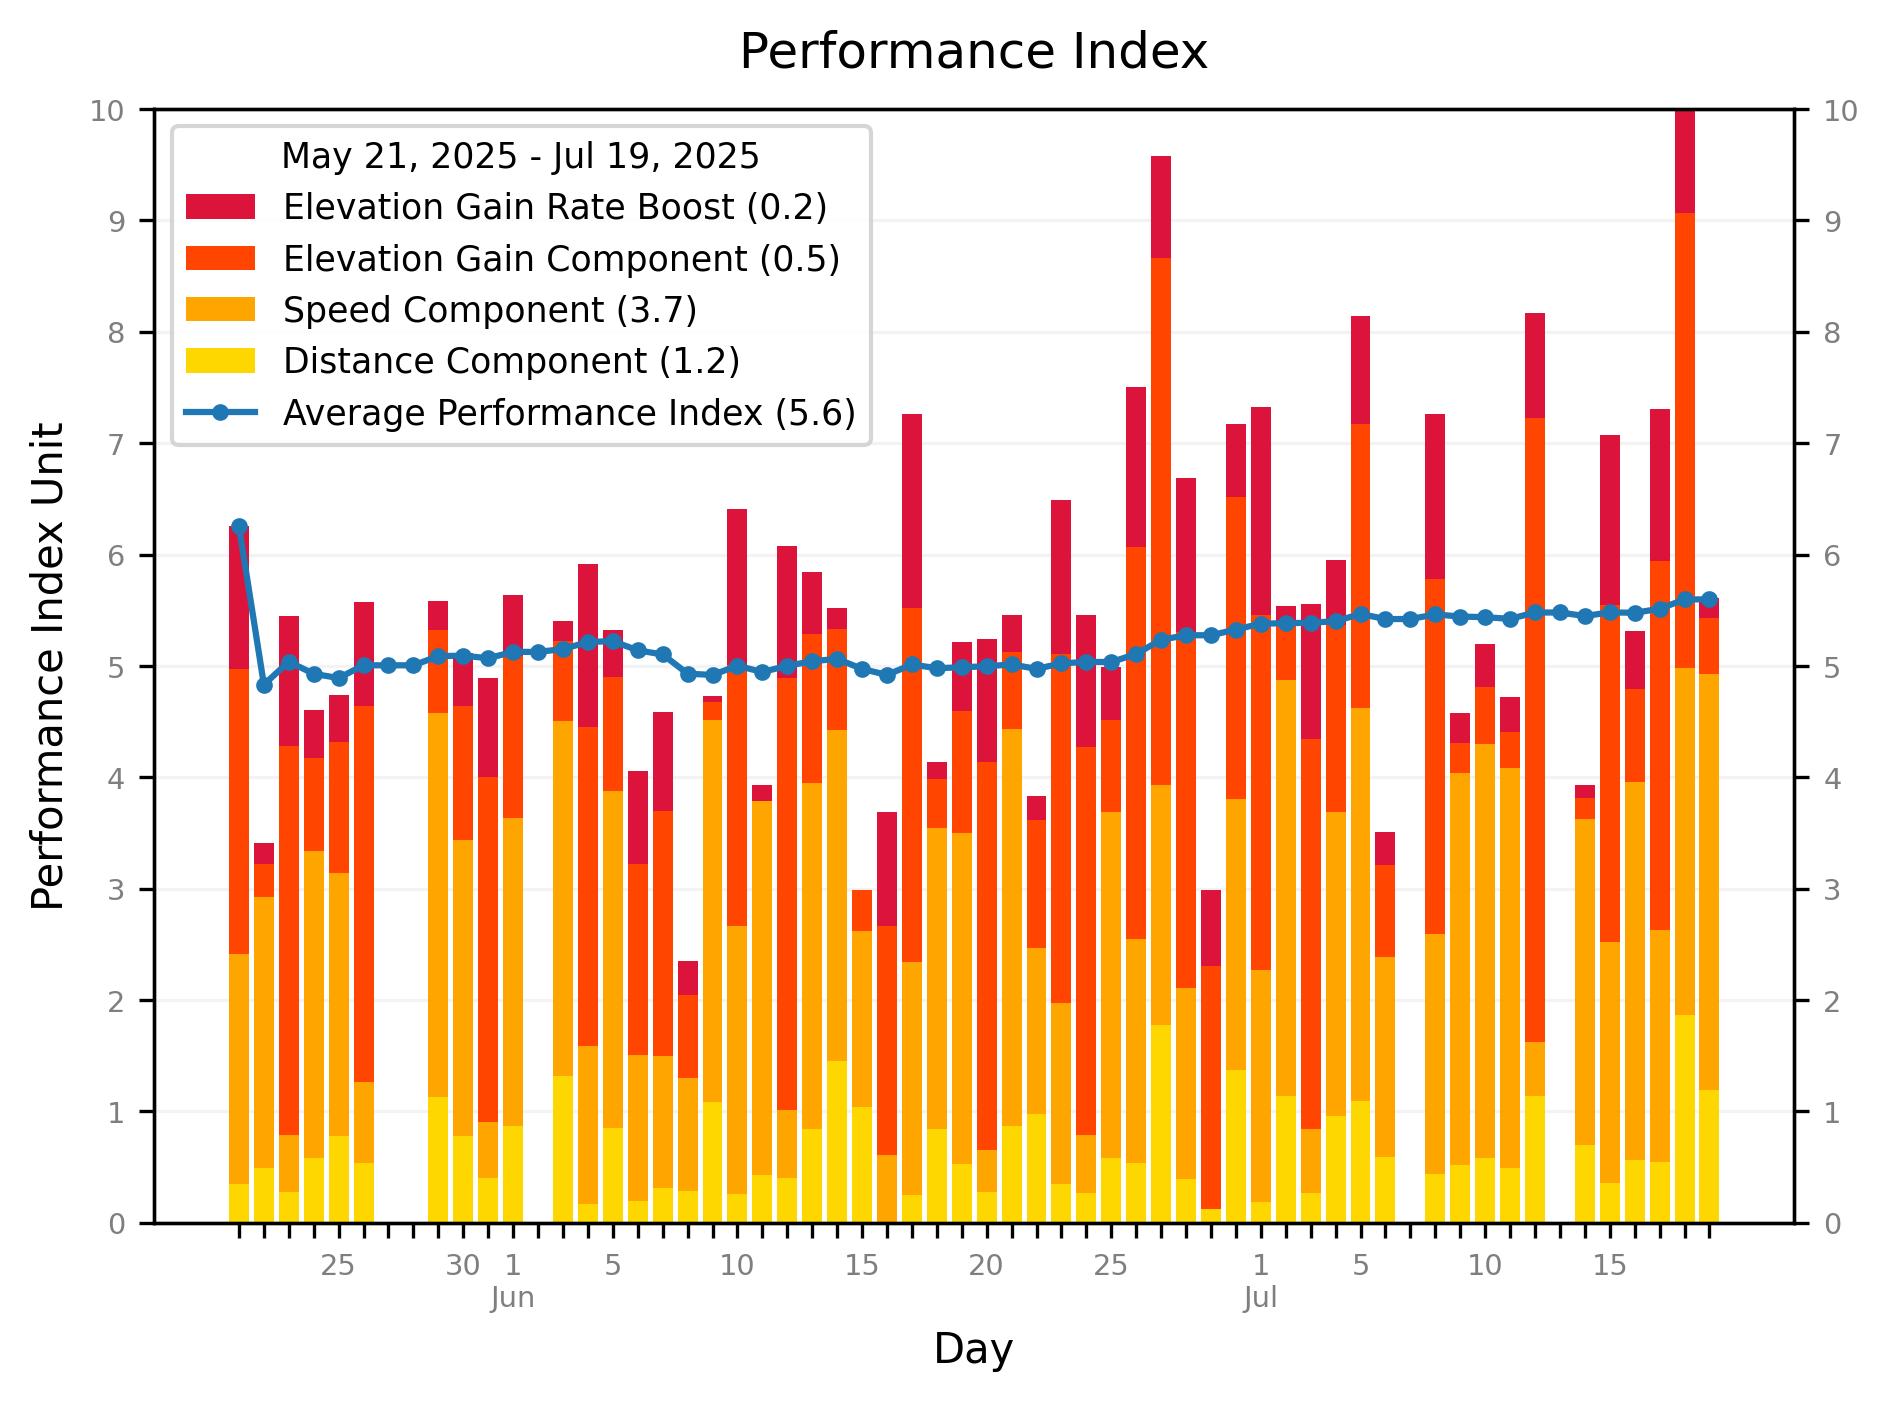 Performance Index
May 21, 2025 - Jul 19, 2025
Elevation Gain Rate Boost (0.2)
Elevation Gain Component (0.5)
Speed Component (3.7)
Distance Component (1.2)
Average Performance Index (5.6)
Performance Index Unit
10 10
9 9
8 8
7 7
6 6
5 5
4 4
3 3
2 2
1 1
0 0
25 30 1 5 10 15 20 25 1 5 10 15
Jun Jul
Day